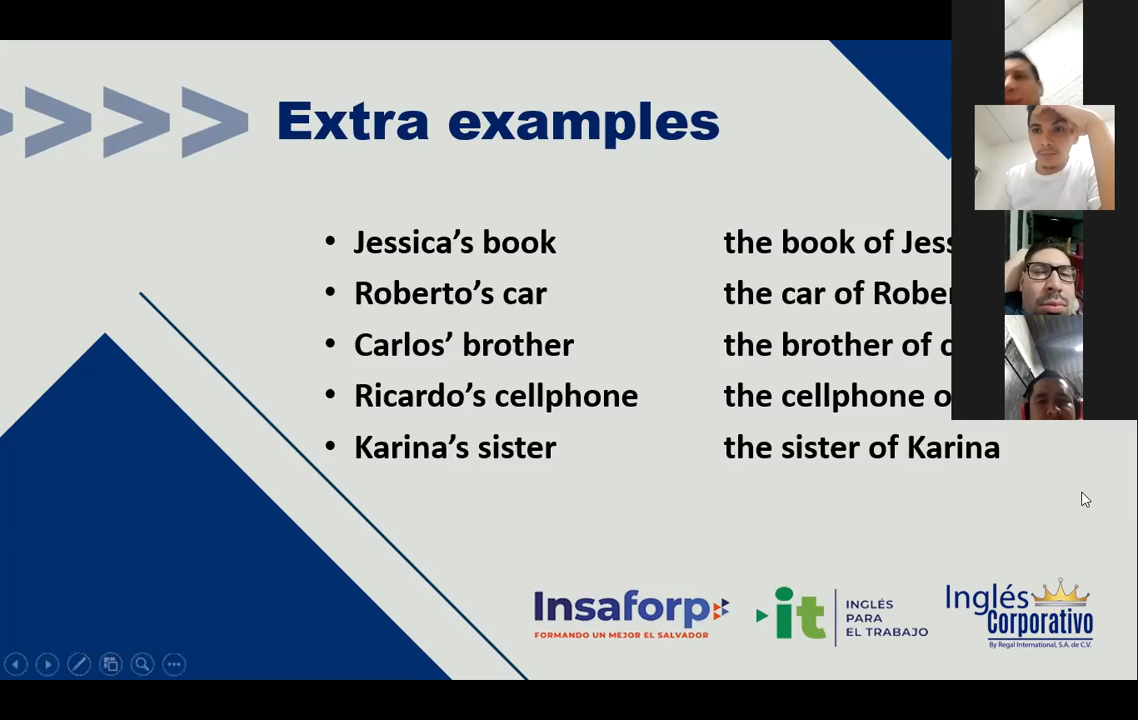 Extra examples
• Jessica’s book the book of
• Roberto’s car the car of
• Carlos’ brother the brother of
• Ricardo’s cellphone the cellphone
• Karina’s sister the sister of Karina
Insaforp
FORMANDO UN MEJOR EL SALVADOR
it
INGLÉS
PARA
EL TRABAJO
Inglés
Corporativo
By Regal International, S.A. de C.V.